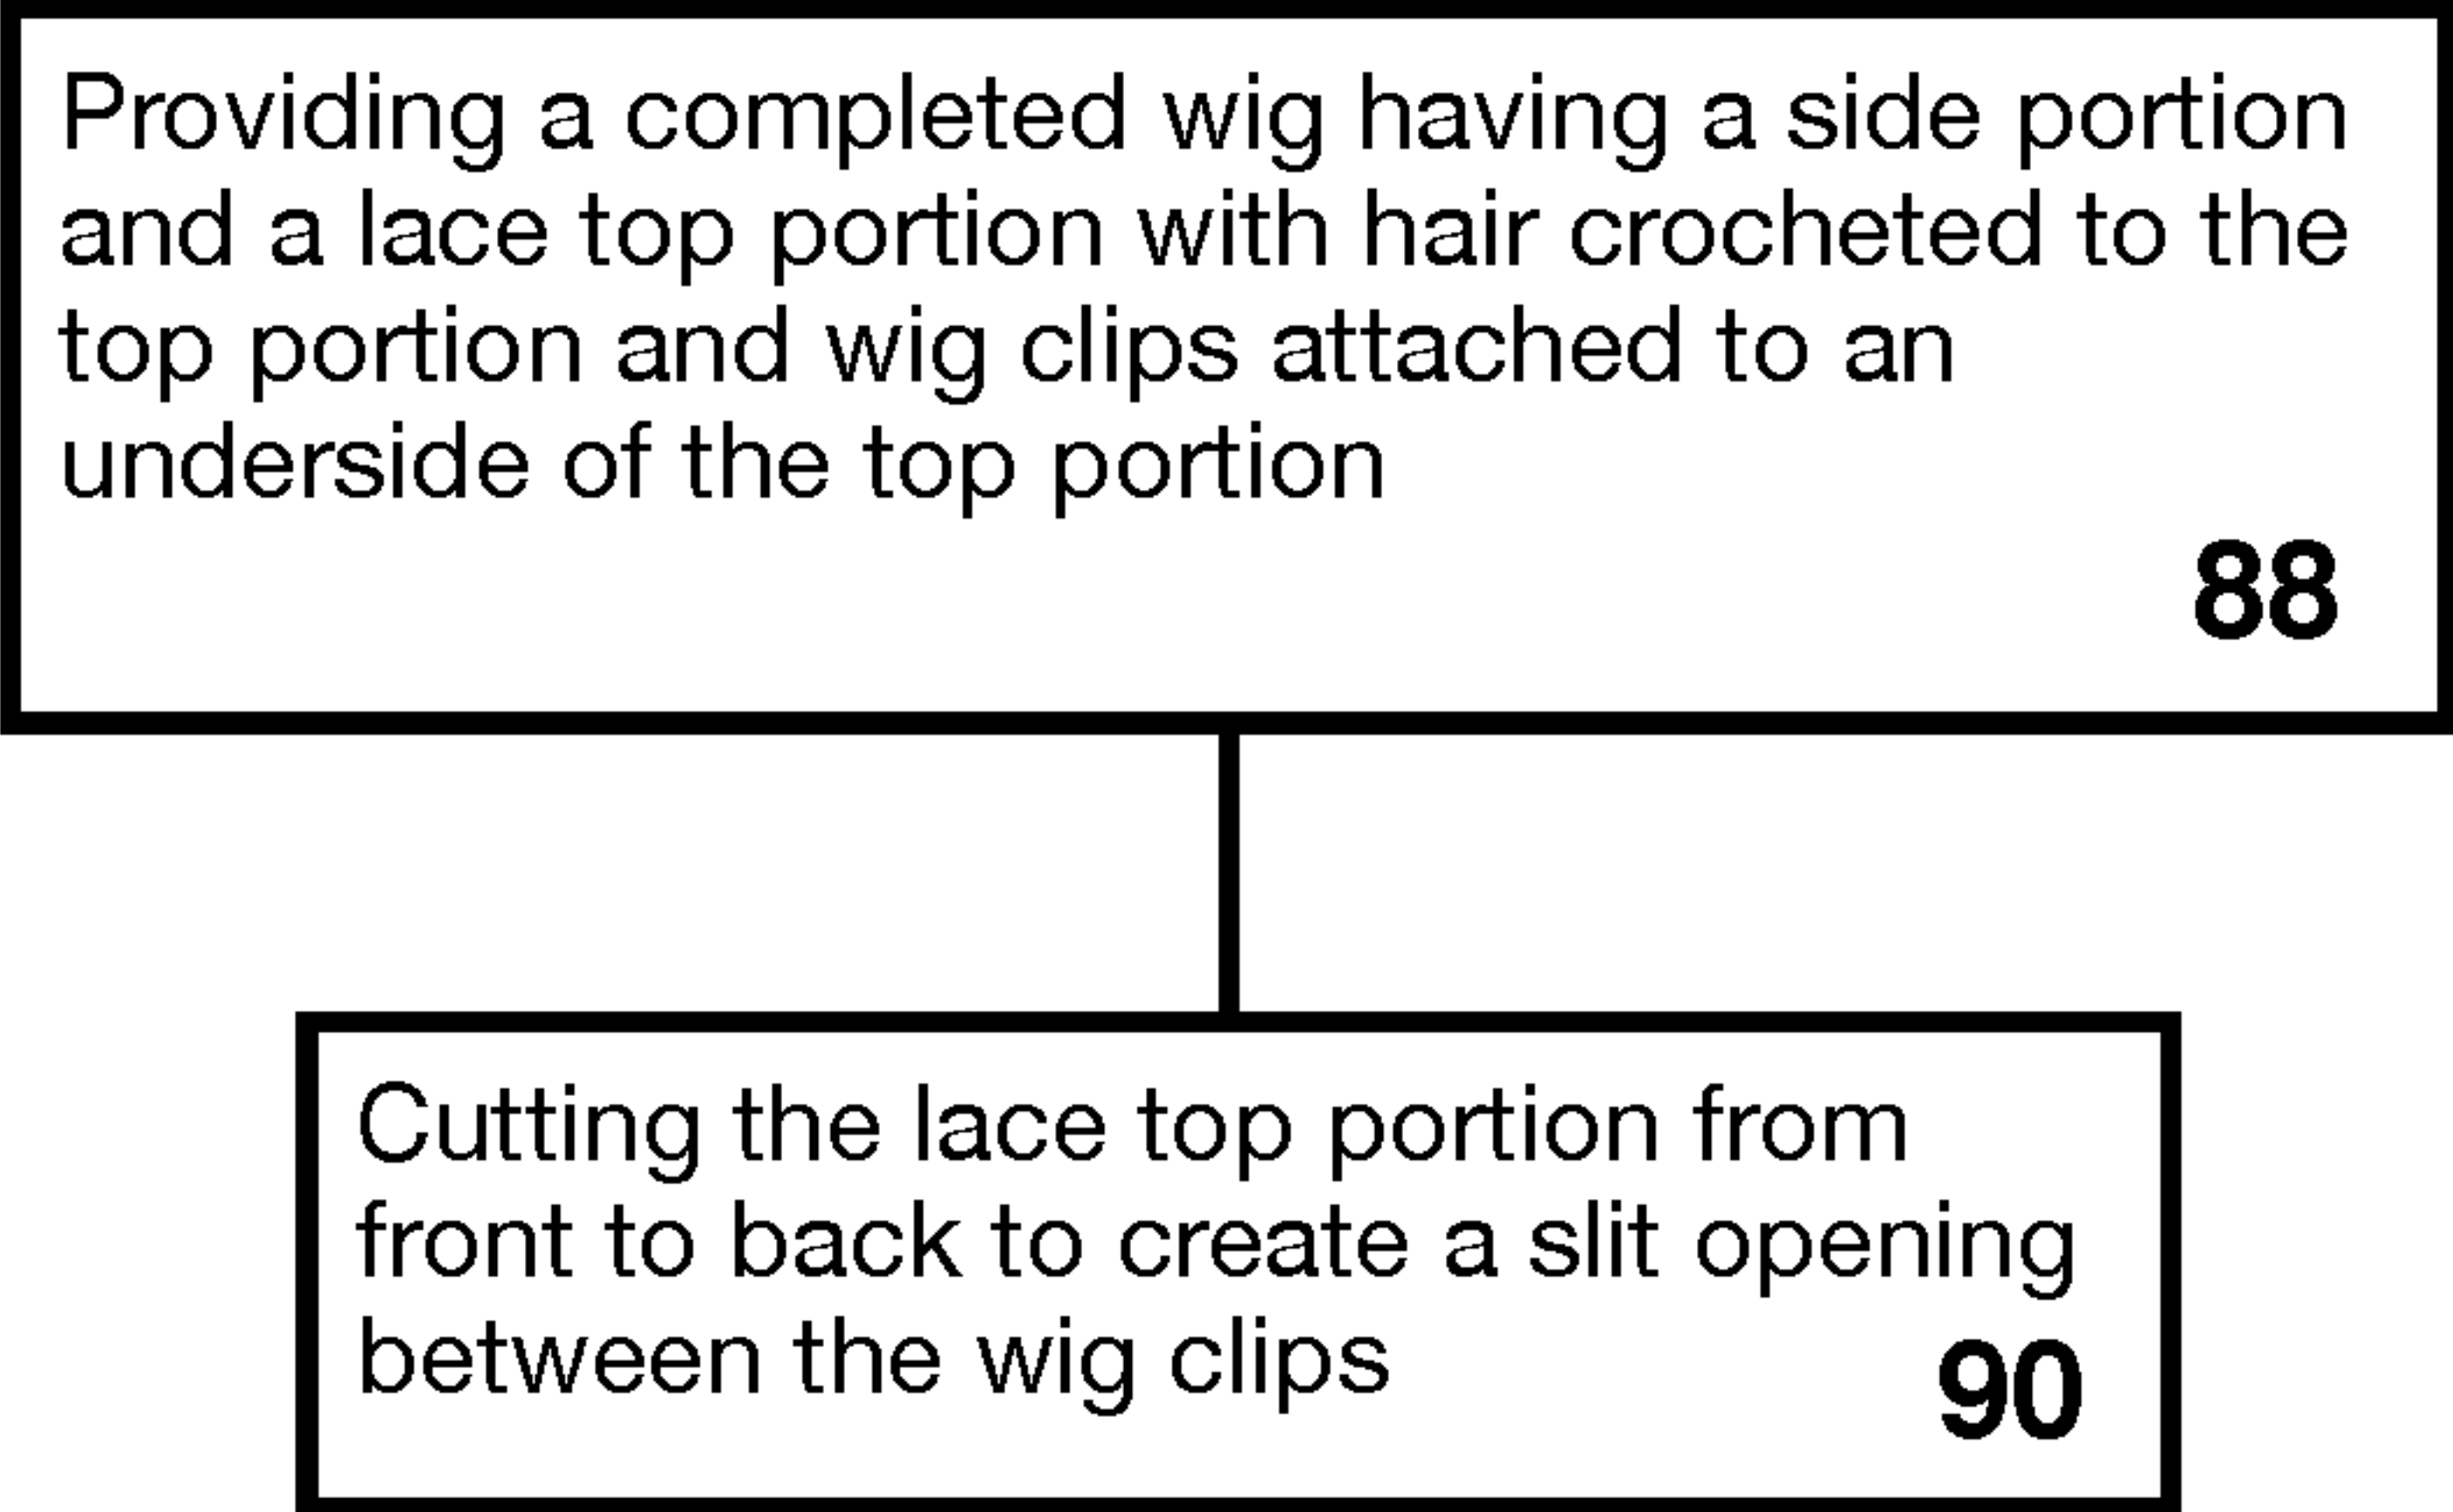 Providing a completed wig having a side portion
and a lace top portion with hair crocheted to the
top portion and wig clips attached to an
underside of the top portion
88
Cutting the lace top portion from
front to back to create a slit opening
between the wig clips
90